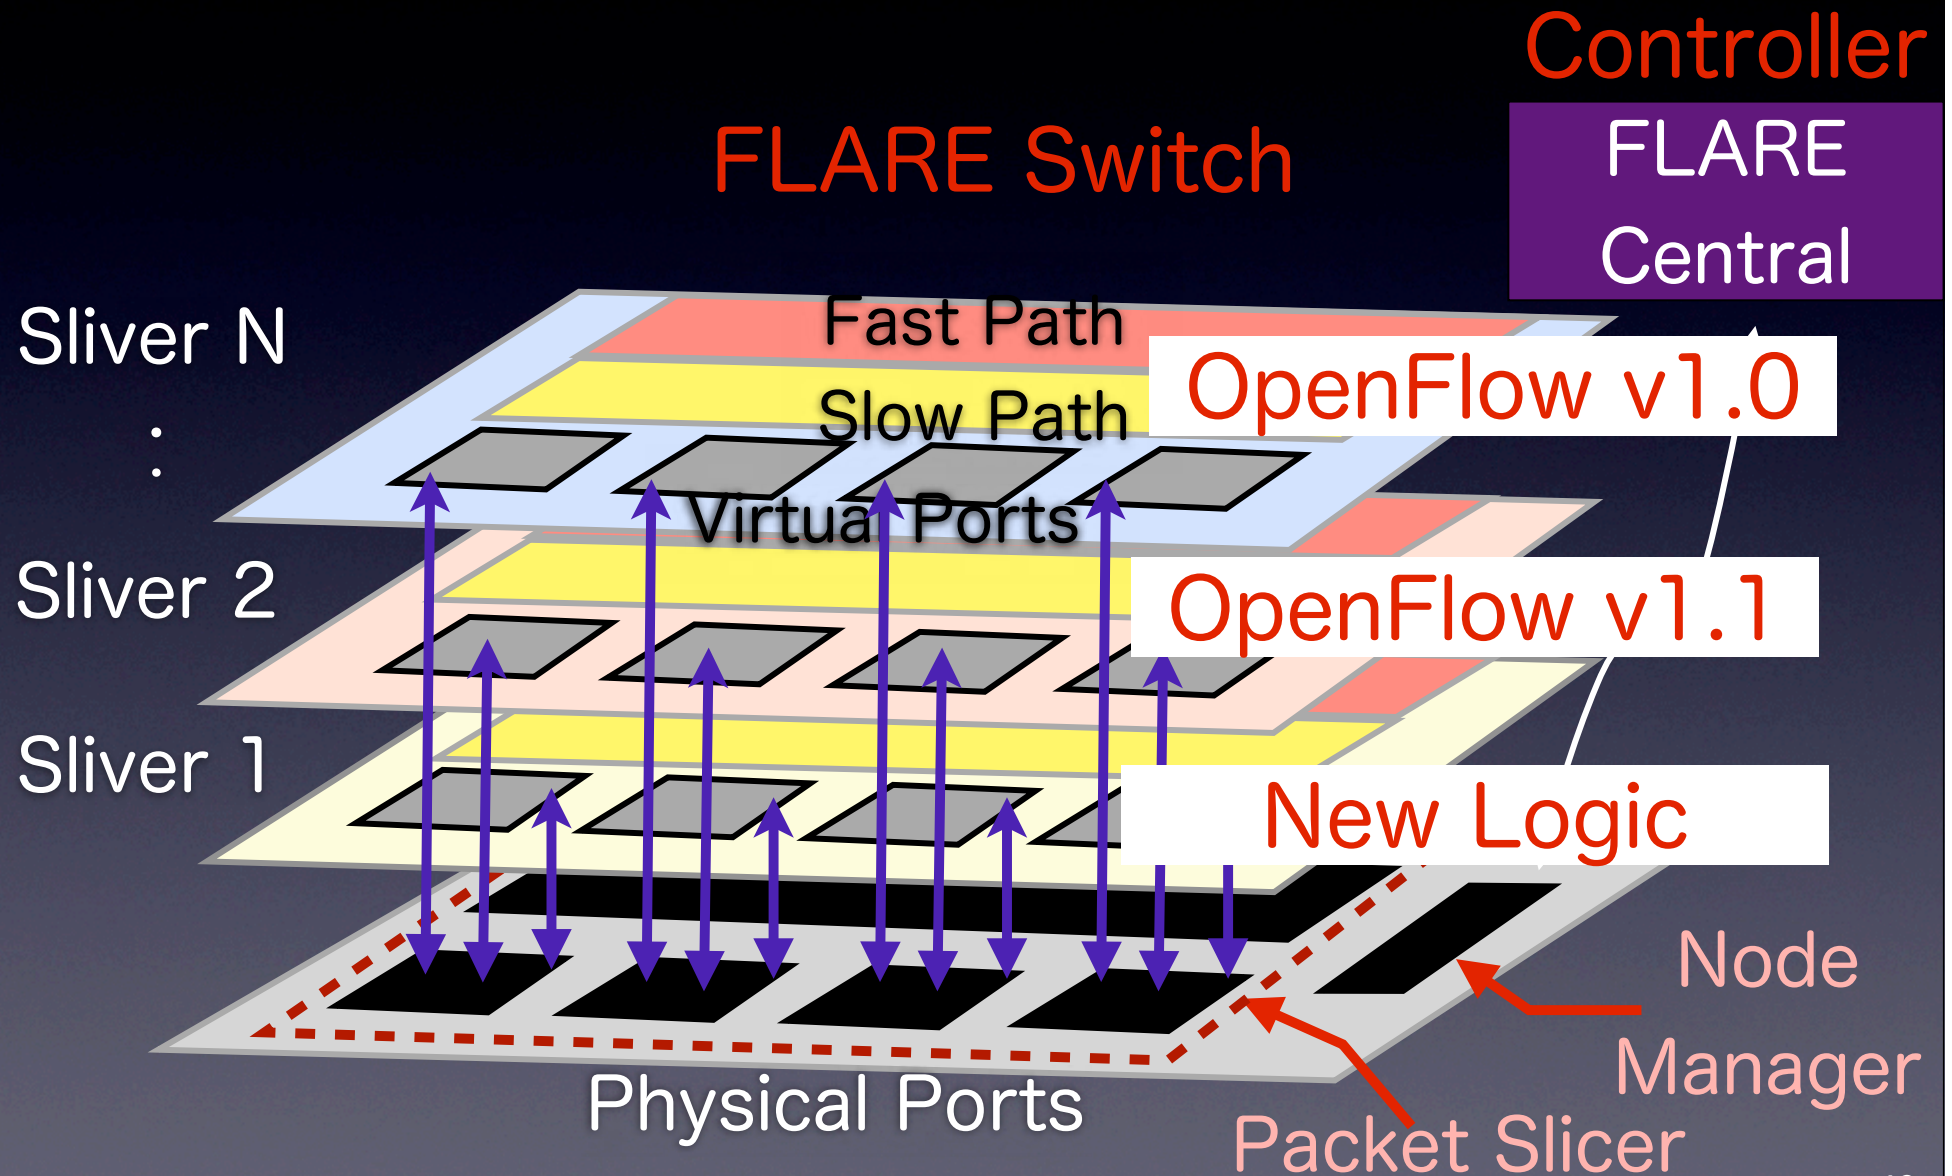 Controller
FLARE Switch
FLARE
Central
Sliver N
Fast Path
OpenFlow v1.0
Slow Path
:
Virtual Ports
Sliver 2
OpenFlow v1.1
Sliver 1
New Logic
Node
Manager
Physical Ports
Packet Slicer